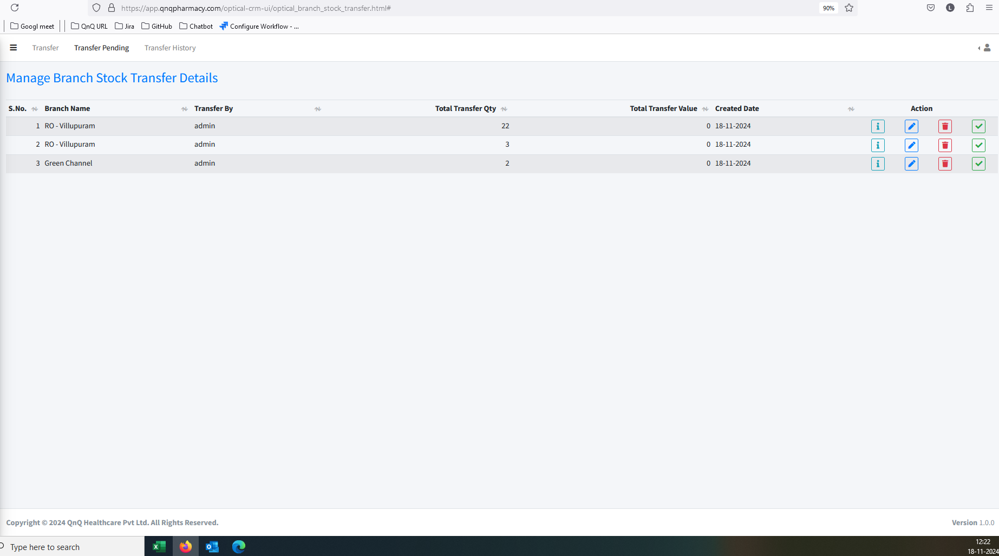 https://app.qnqpharmacy.com/optical-crm-ui/optical_branch_stock_transfer.html# 90% L
Googl meet QnQ URL Jira GitHub Chatbot Configure Workflow - ...
Transfer Transfer Pending Transfer History
Manage Branch Stock Transfer Details
S.No. Branch Name Transfer By Total Transfer Qty Total Transfer Value Created Date Action
1 RO - Villupuram admin 22 0 18-11-2024
2 RO - Villupuram admin 3 0 18-11-2024
3 Green Channel admin 2 0 18-11-2024
Copyright © 2024 QnQ Healthcare Pvt Ltd. All Rights Reserved. Version 1.0.0
Type here to search
12:22
18-11-2024